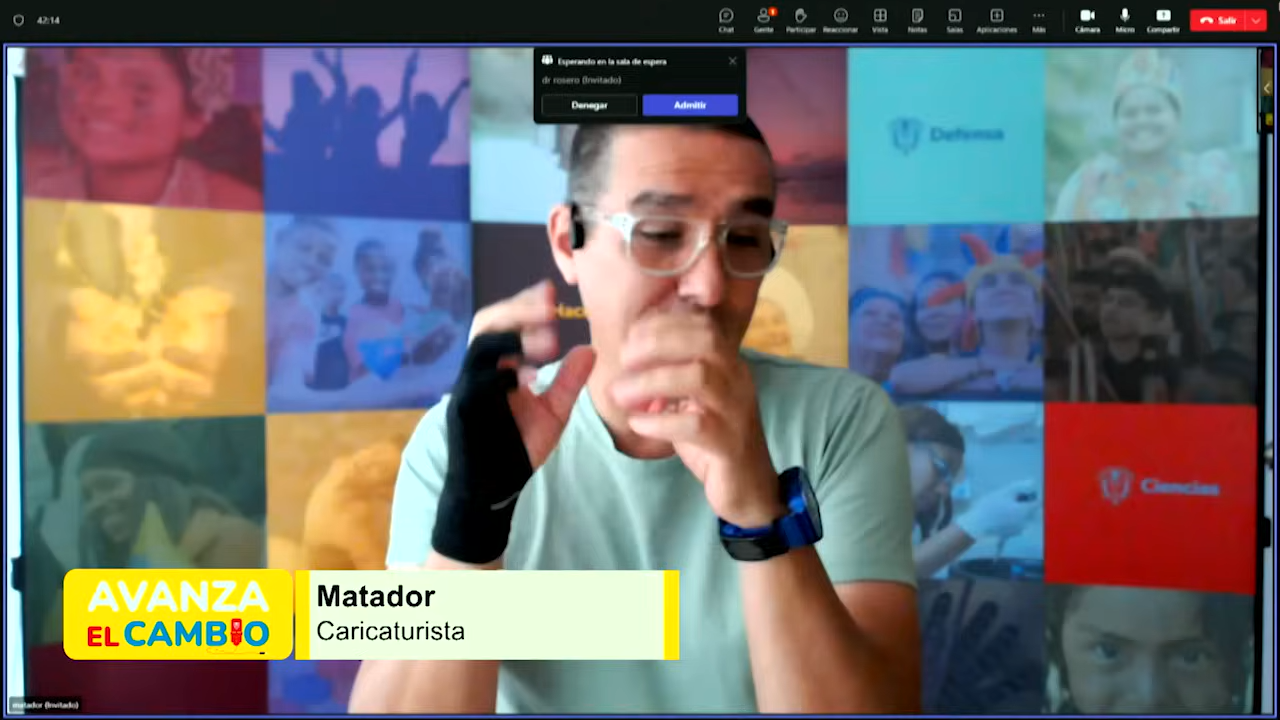 42:14
Chat
Gente
Participar
Reaccionar
Vista
Notas
Salas
Aplicaciones
Más
Cámara
Micro
Compartir
Salir
Esperando en la sala de espera
dr rosero (Invitado)
Denegar
Admitir
Defensa
Ciencias
AVANZA
EL CAMBIO
Matador
Caricaturista
matador (Invitado)